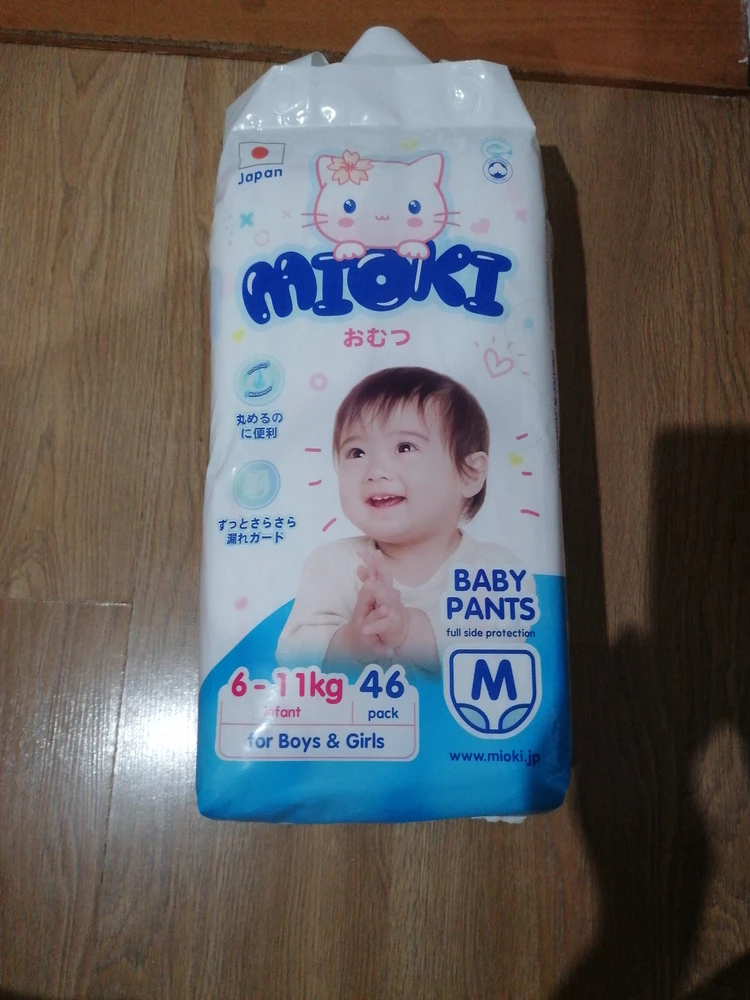 Japan
MIOKI
おむつ
丸めるの
に便利
ずっとさらさら
漏れガード
BABY
PANTS
full side protection
M
6-11kg
infant
46
pack
for Boys & Girls
www.mioki.jp